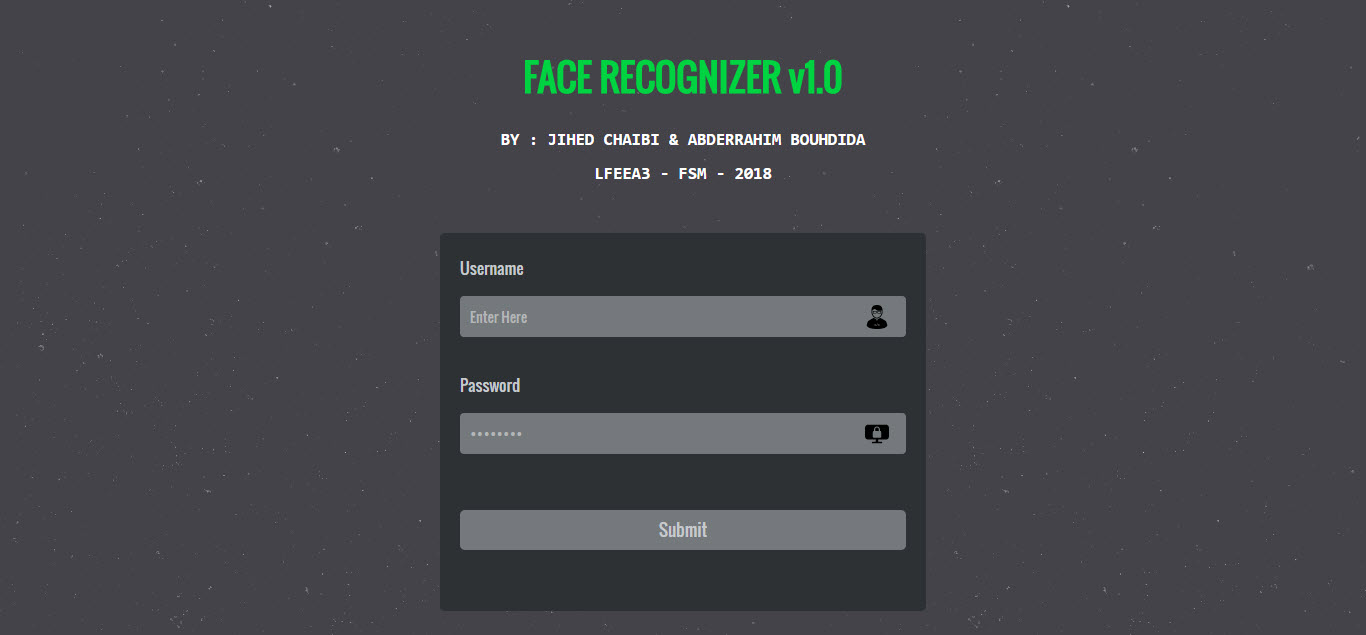 FACE RECOGNIZER v1.0
BY : JIHED CHAIBI & ABDERRAHIM BOUHDIDA
LFEEA3 - FSM - 2018
Username
Enter Here
Password
••••••••
Submit